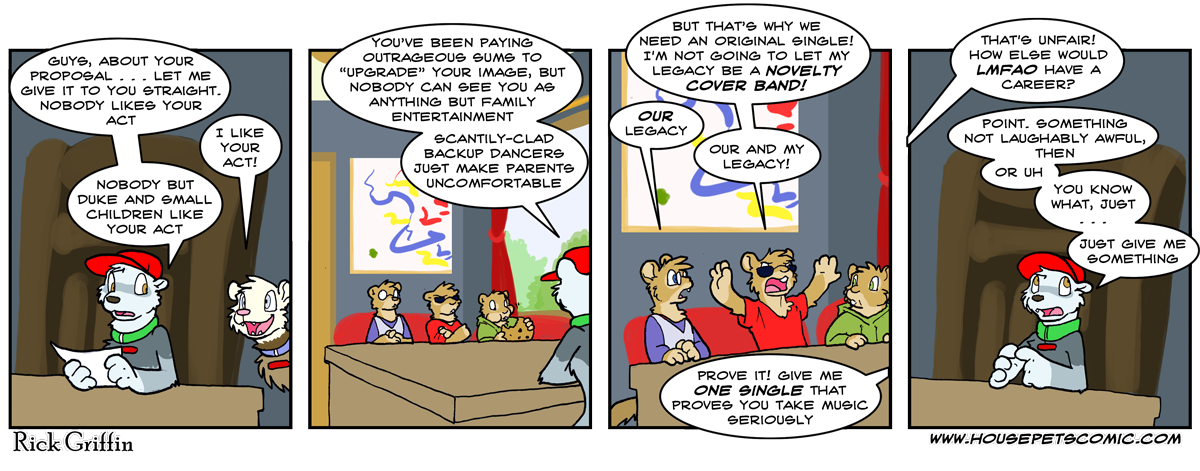 GUYS, ABOUT YOUR
PROPOSAL . . . LET ME
GIVE IT TO YOU STRAIGHT.
NOBODY LIKES YOUR
ACT
I LIKE
YOUR
ACT!
NOBODY BUT
DUKE AND SMALL
CHILDREN LIKE
YOUR ACT
YOU'VE BEEN PAYING
OUTRAGEOUS SUMS TO
"UPGRADE" YOUR IMAGE, BUT
NOBODY CAN SEE YOU AS
ANYTHING BUT FAMILY
ENTERTAINMENT
SCANTILY-CLAD
BACKUP DANCERS
JUST MAKE PARENTS
UNCOMFORTABLE
BUT THAT'S WHY WE
NEED AN ORIGINAL SINGLE!
I'M NOT GOING TO LET MY
LEGACY BE A NOVELTY
COVER BAND!
OUR
LEGACY
OUR AND MY
LEGACY!
PROVE IT! GIVE ME
ONE SINGLE THAT
PROVES YOU TAKE MUSIC
SERIOUSLY
THAT'S UNFAIR!
HOW ELSE WOULD
LMFAO HAVE A
CAREER?
POINT. SOMETHING
NOT LAUGHABLY AWFUL,
THEN
OR UH
YOU KNOW
WHAT, JUST
. . .
JUST GIVE ME
SOMETHING
Rick Griffin
WWW.HOUSEPETSCOMIC.COM